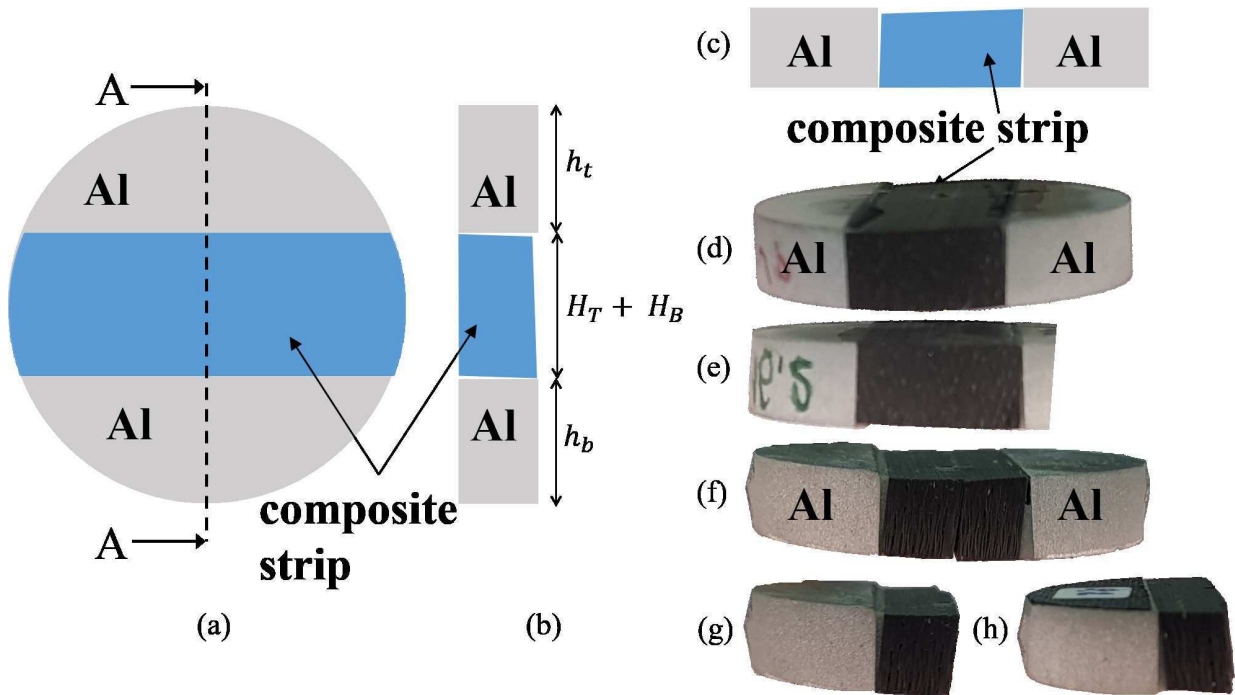 A
Al
Al
A
(a)
Al
Al
(b)
h_t
H_T + H_B
h_b
composite
strip
(c)
Al
Al
composite strip
(d)
Al
Al
(e)
(f)
Al
Al
(g)
(h)